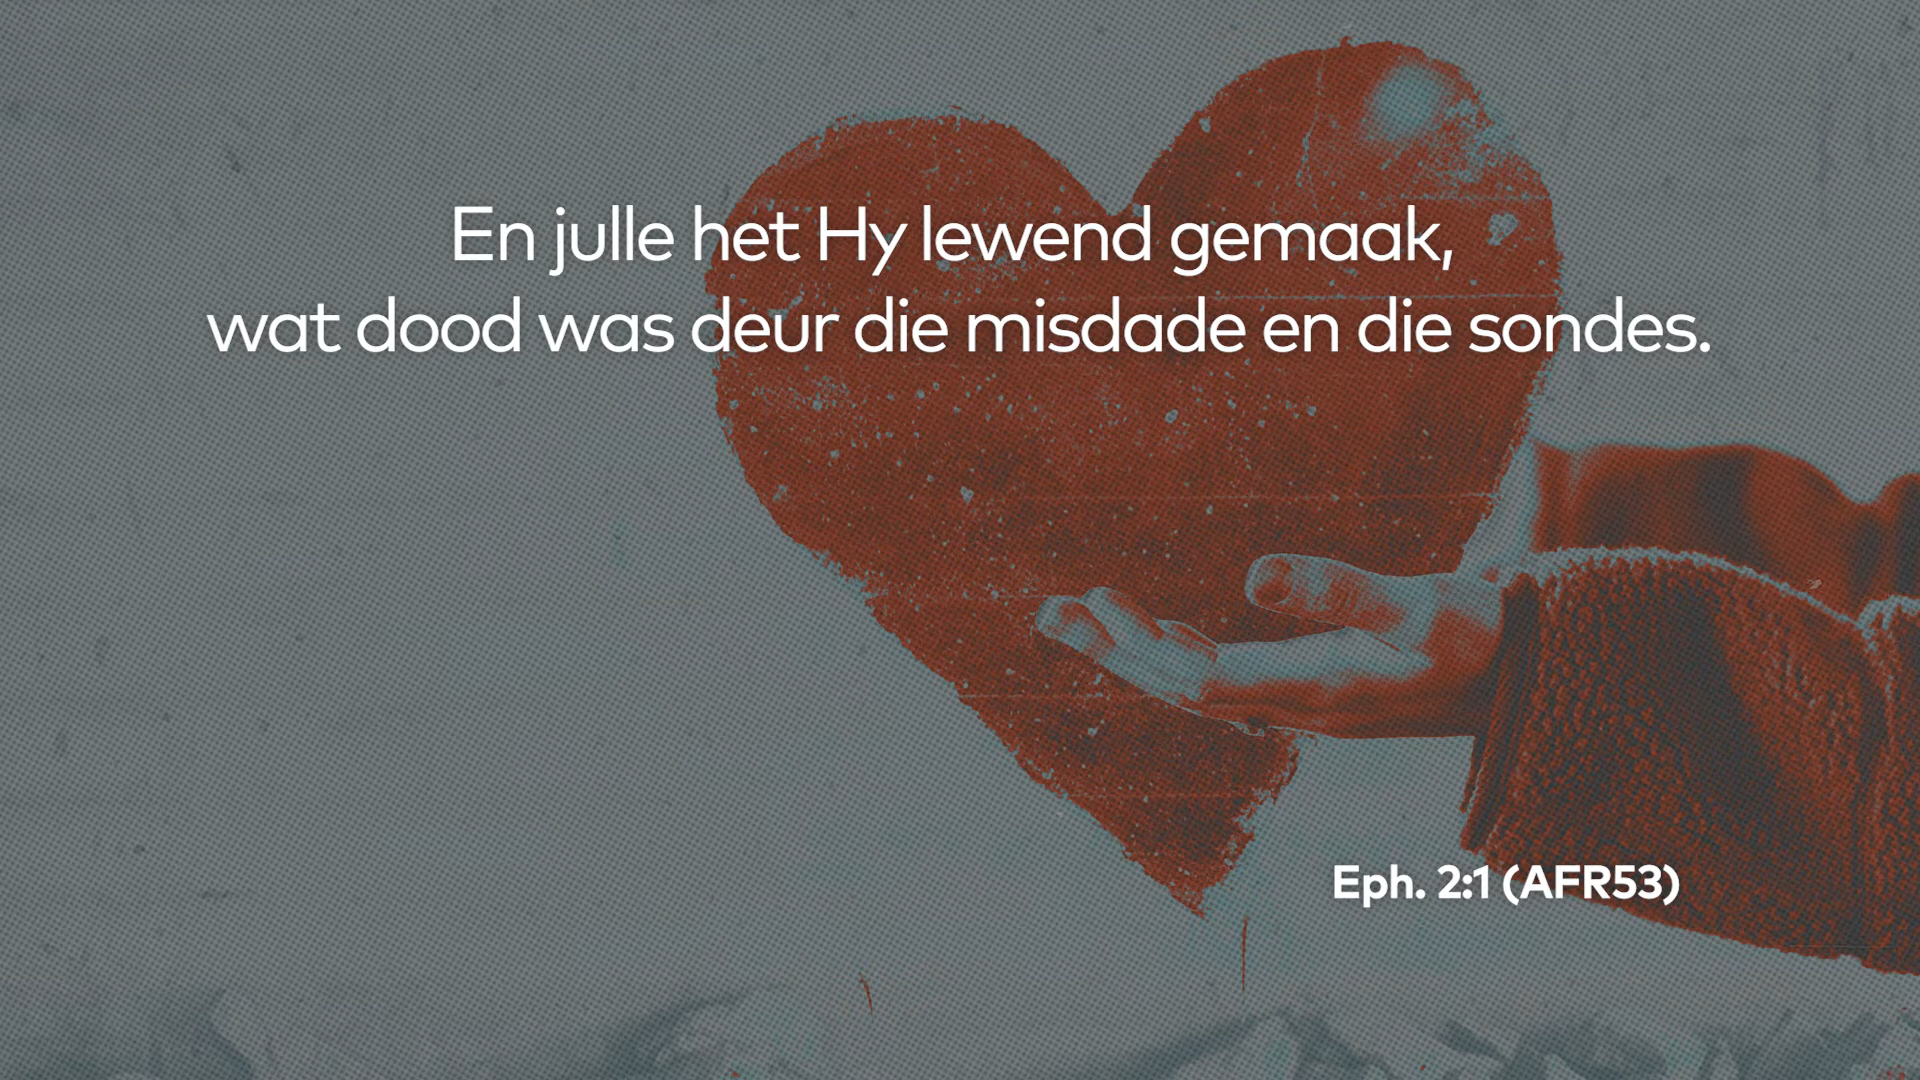 En julle het Hy lewend gemaak,
wat dood was deur die misdade en die sondes.
Eph. 2:1 (AFR53)